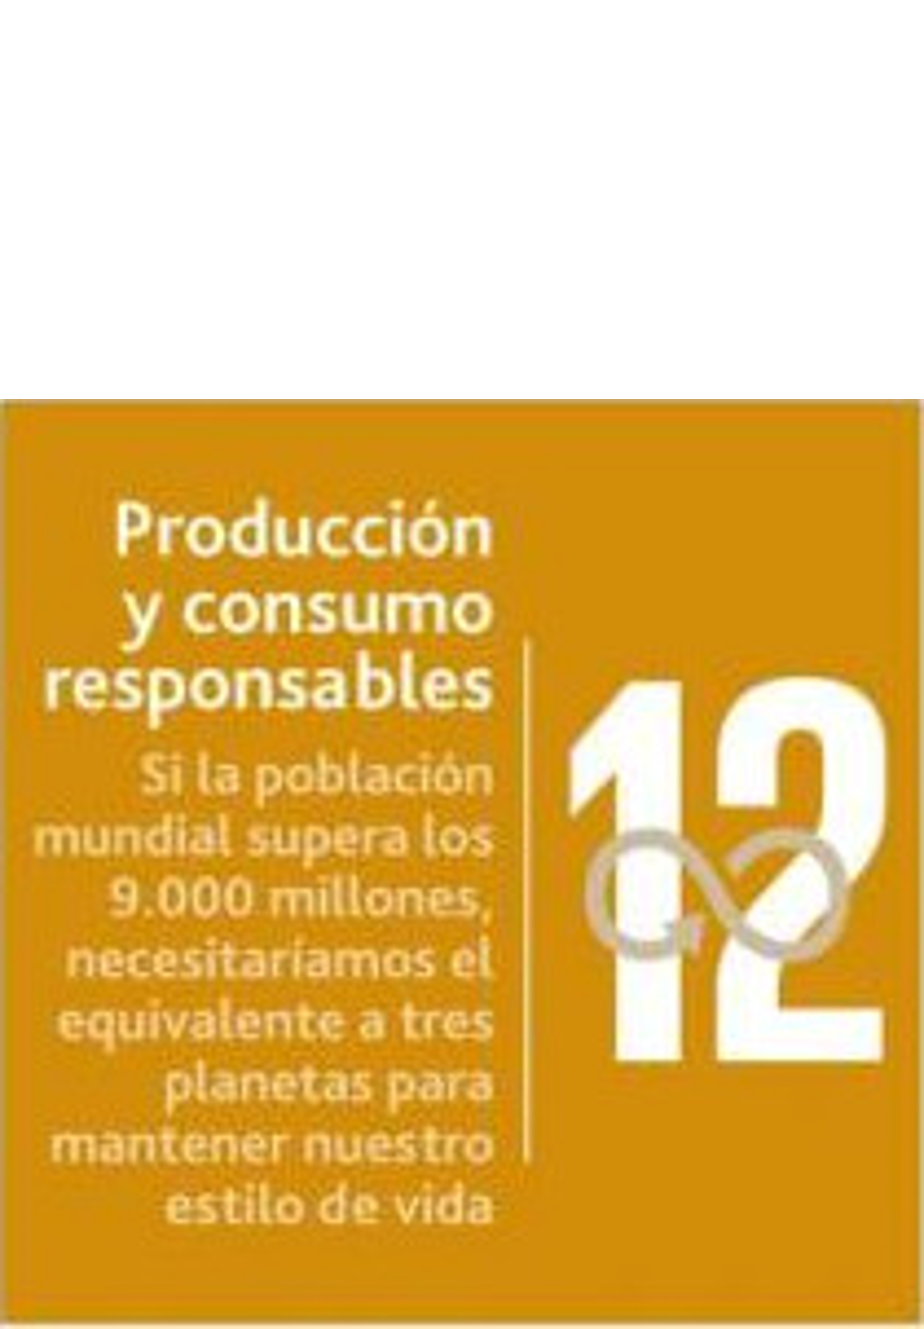 Producción
y consumo
responsables
Si la población
mundial supera los
9.000 millones,
necesitaríamos el
equivalente a tres
planetas para
mantener nuestro
estilo de vida
12